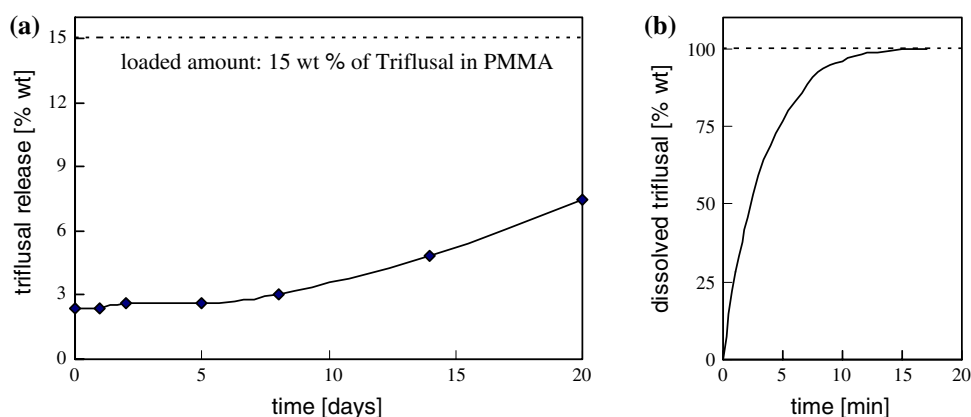 (a)
triflusal release [% wt]
15
12
9
6
3
0
loaded amount: 15 wt % of Triflusal in PMMA
0 5 10 15 20
time [days]
(b)
dissolved triflusal [% wt]
100
75
50
25
0
0 5 10 15 20
time [min]